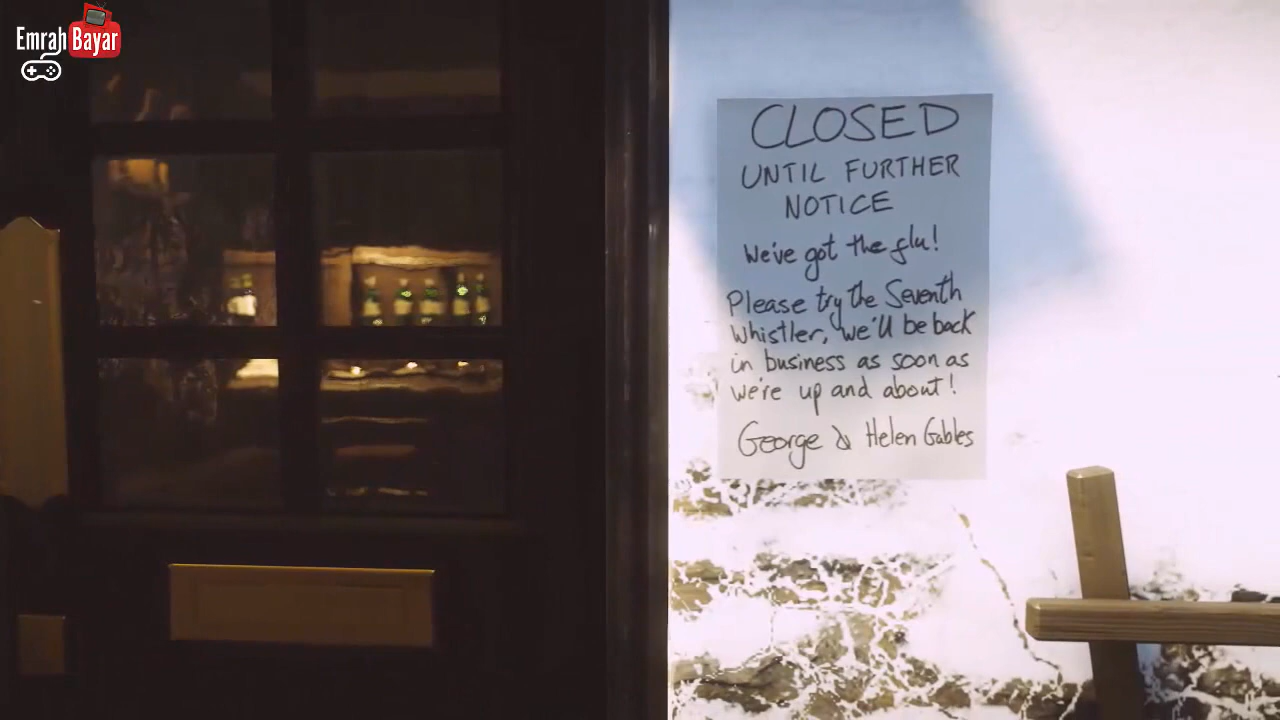 Emrah Bayar
CLOSED
UNTIL FURTHER
NOTICE
We've got the flu!
Please try the Seventh
Whistler, we'll be back
in business as soon as
we're up and about!
George & Helen Gables